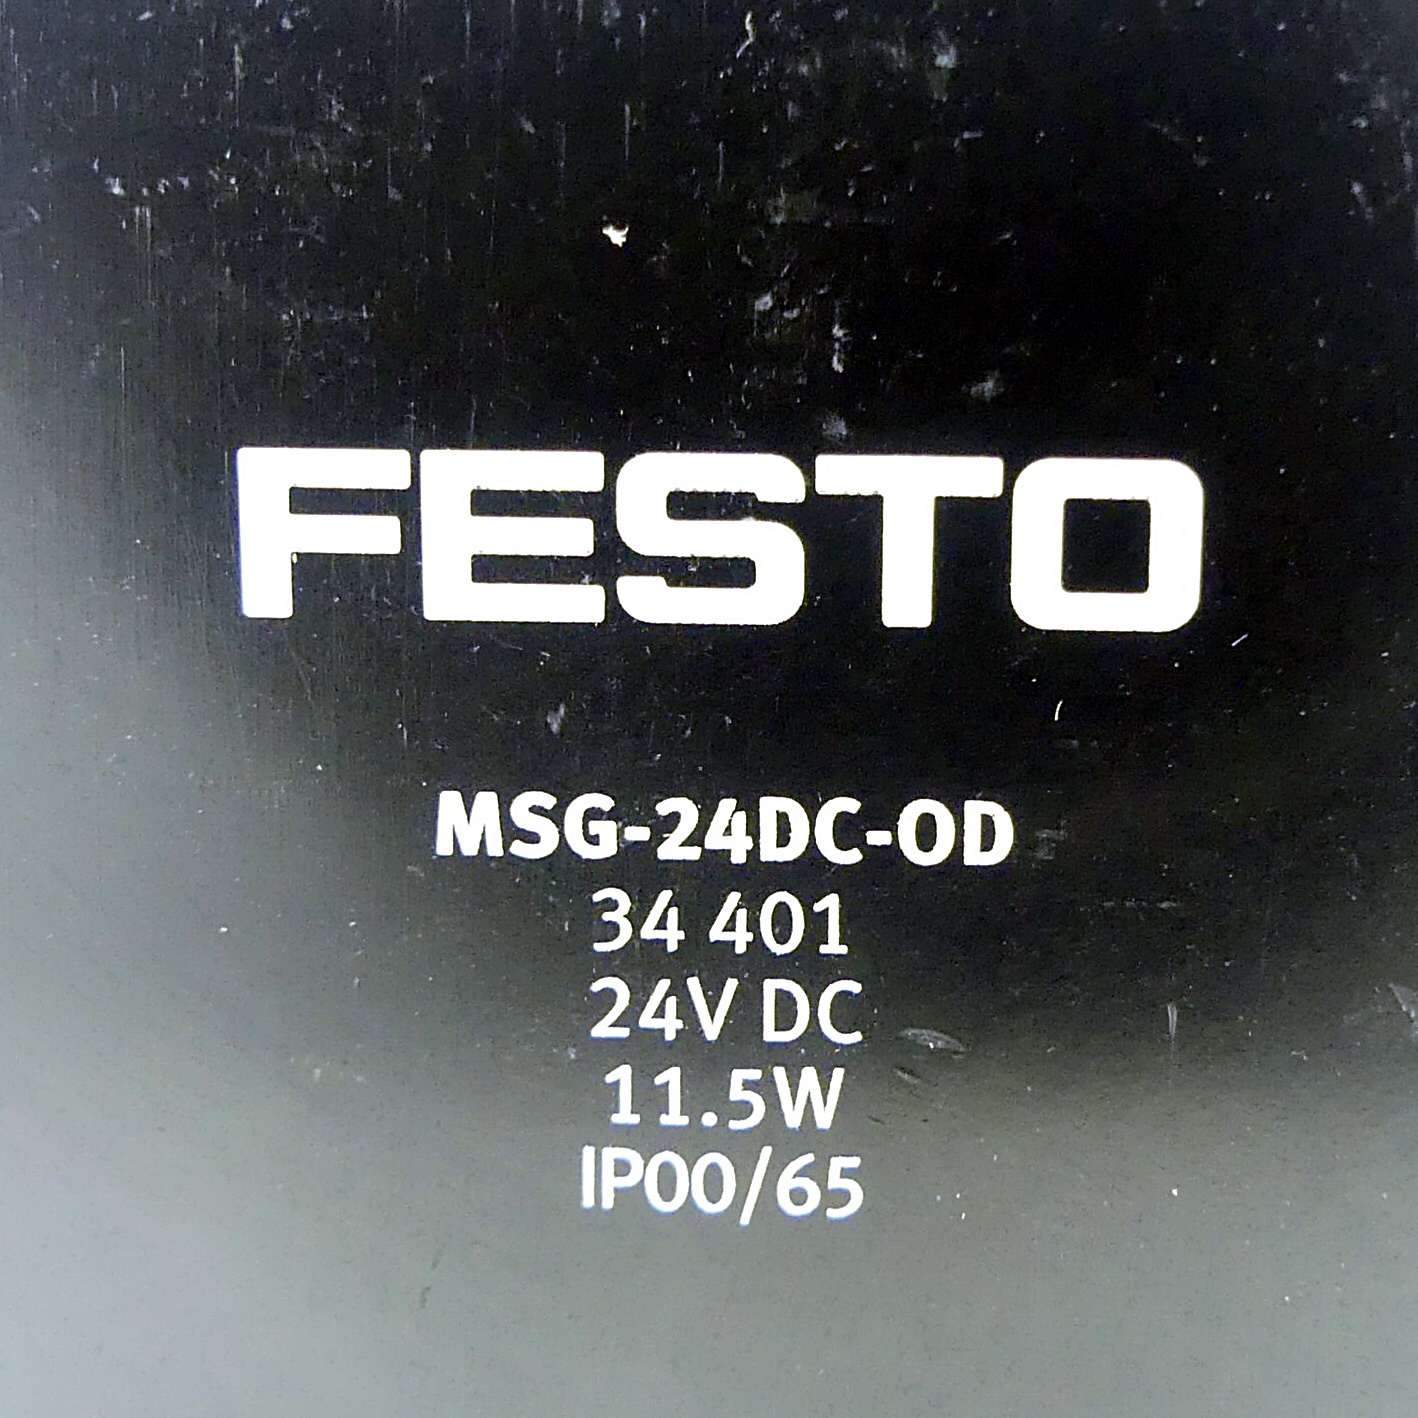 FESTO
MSG-24DC-OD
34 401
24V DC
11.5W
IP00/65